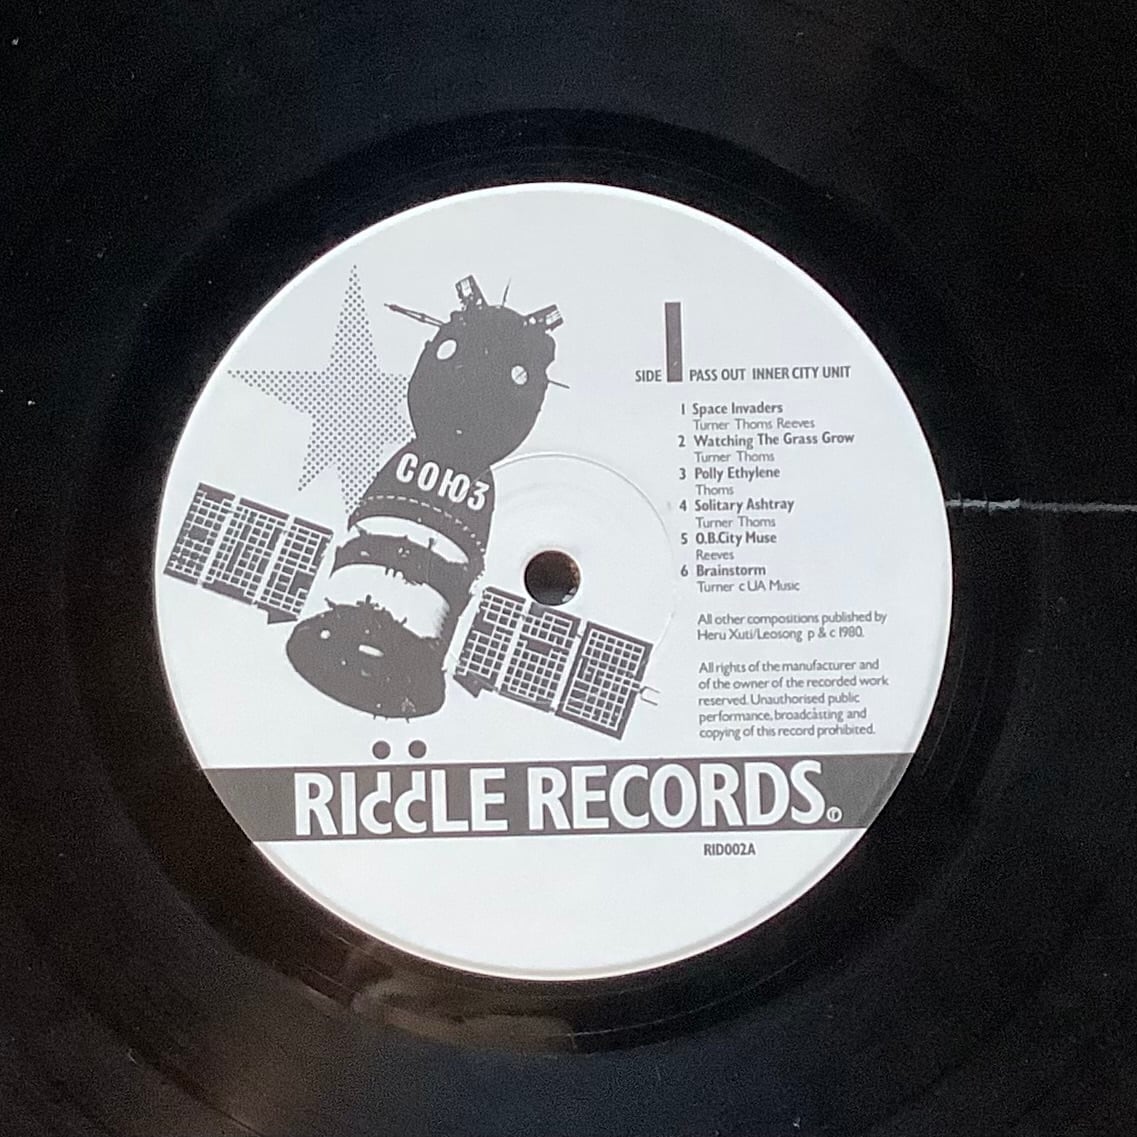 СОЮЗ
SIDE I PASS OUT INNER CITY UNIT
1 Space Invaders
Turner Thoms Reeves
2 Watching The Grass Grow
Turner Thoms
3 Polly Ethylene
Thoms
4 Solitary Ashtray
Turner Thoms
5 O.B.City Muse
Reeves
6 Brainstorm
Turner c UA Music
All other compositions published by
Heru Xuti/Leosong p & c 1980.
All rights of the manufacturer and
of the owner of the recorded work
reserved. Unauthorised public
performance, broadcasting and
copying of this record prohibited.
RIDDLE RECORDS.
RID002A